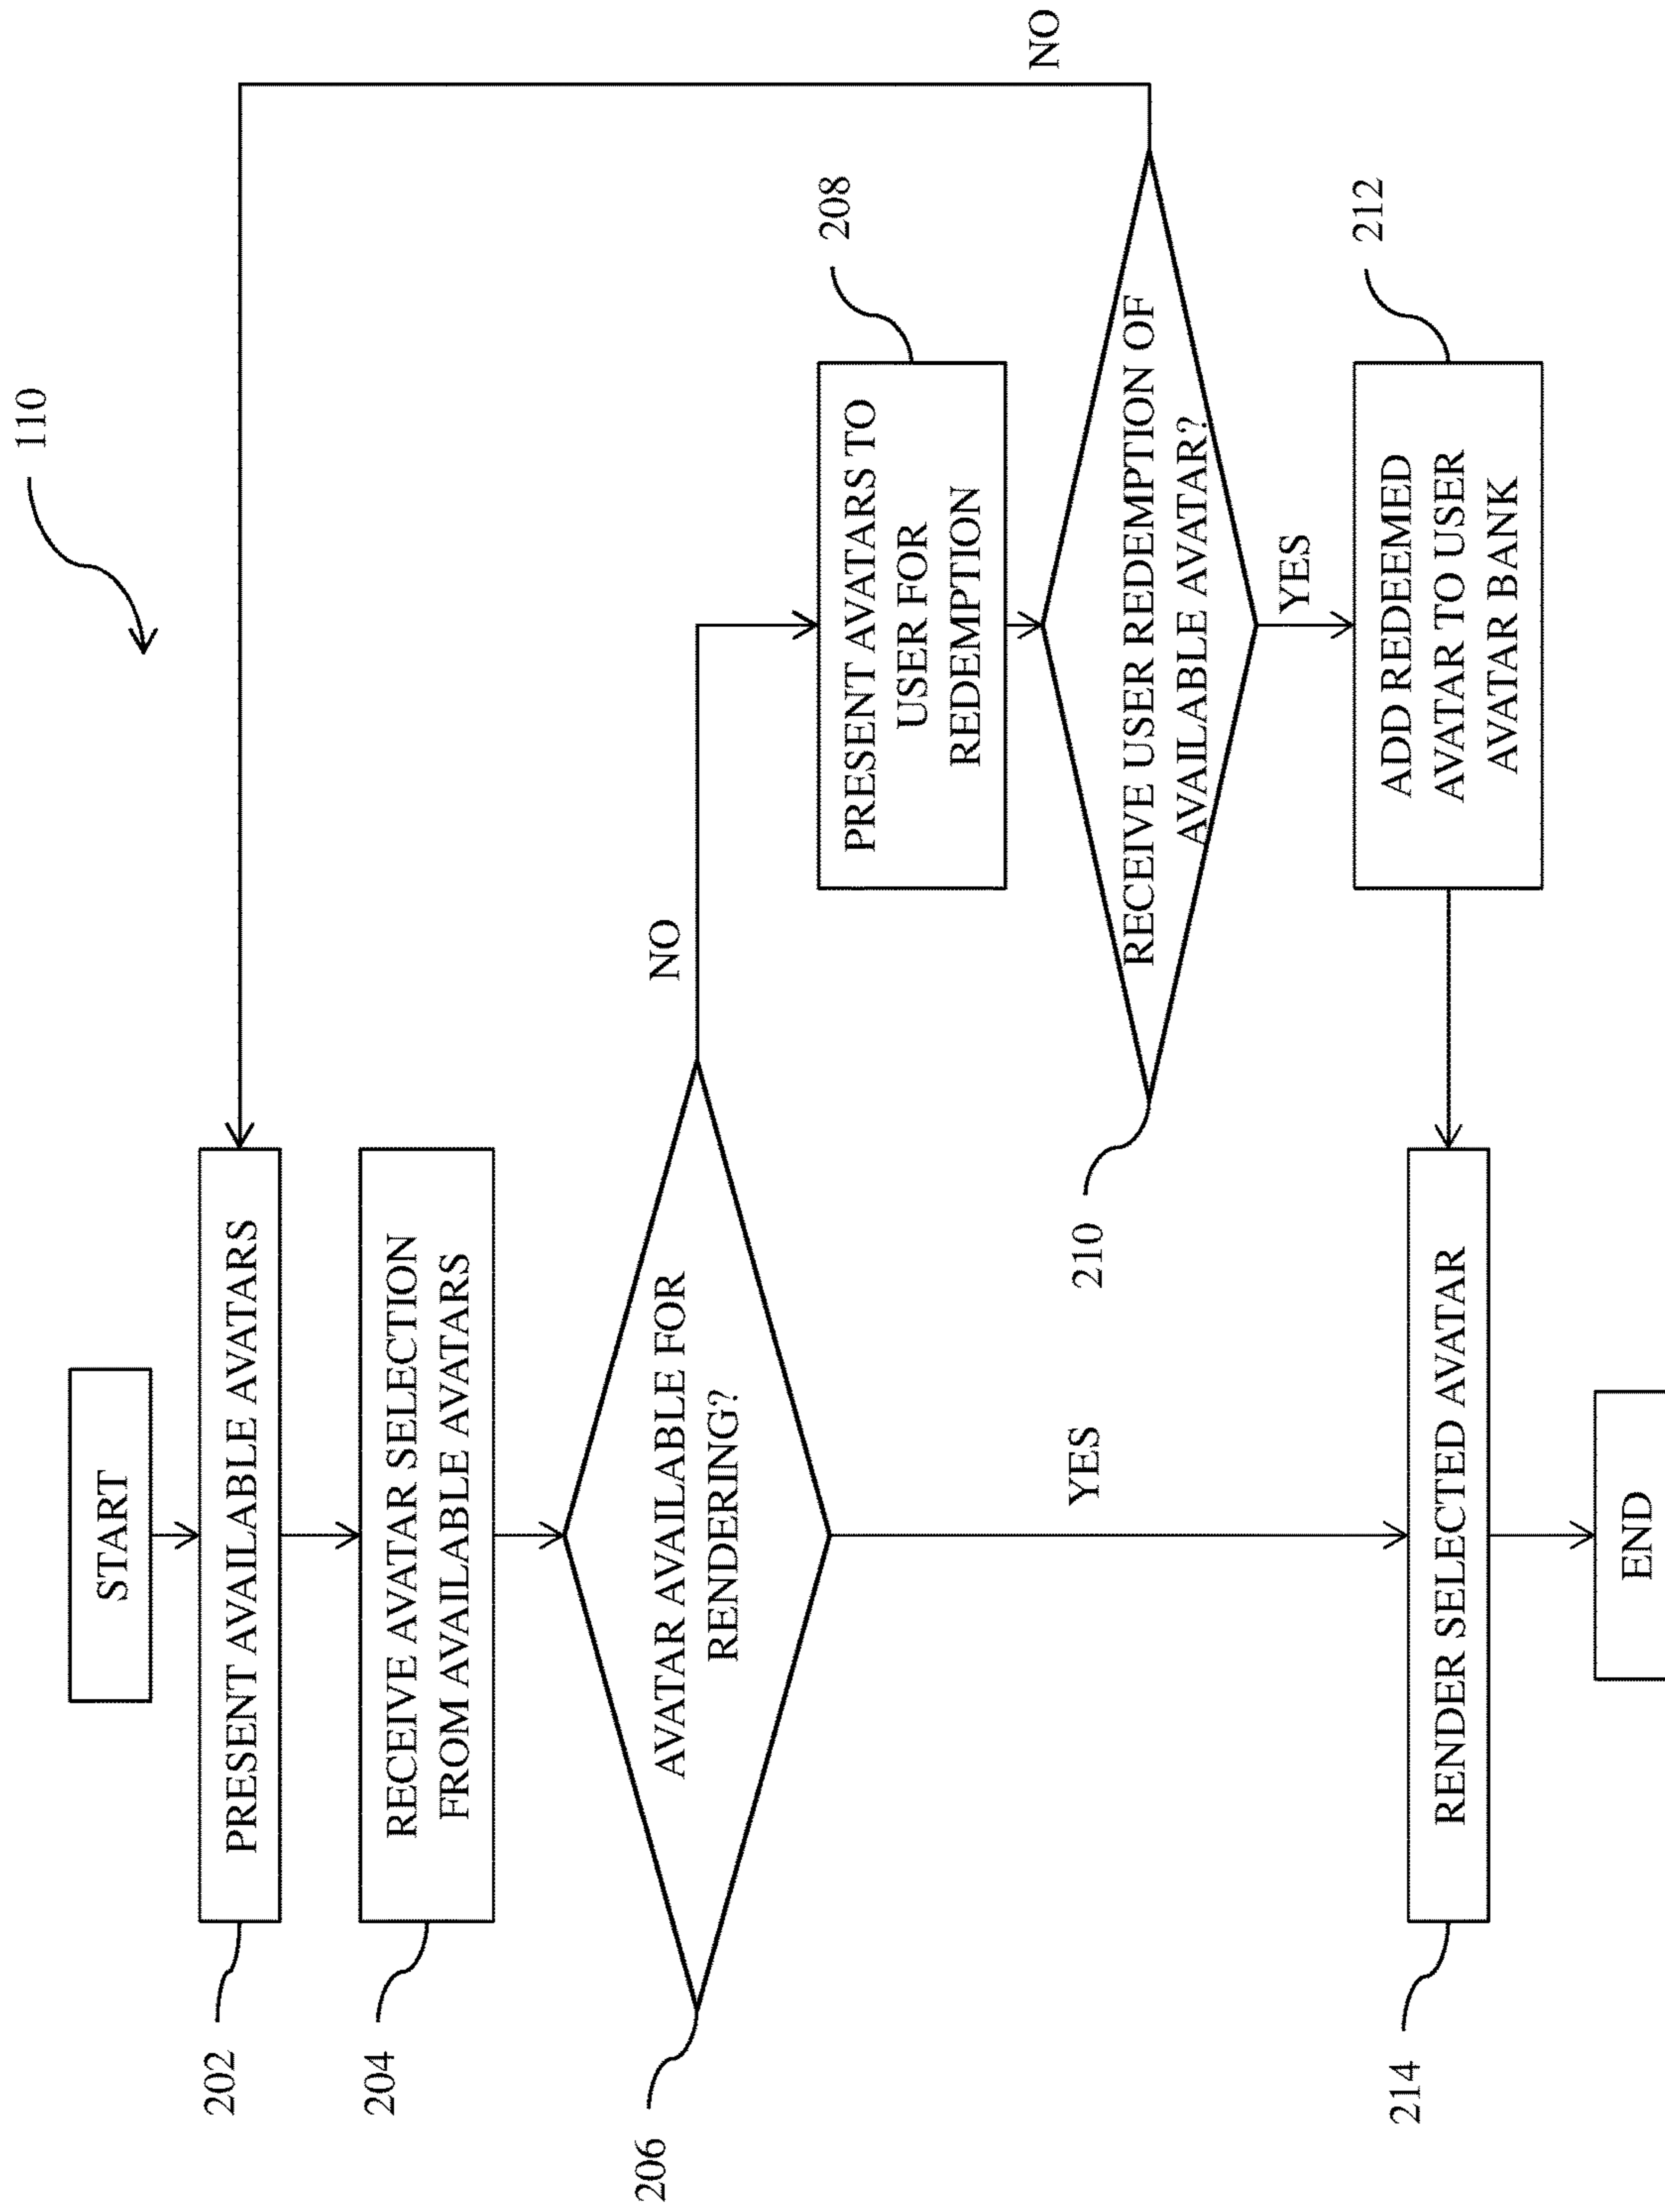 110
START
202
PRESENT AVAILABLE AVATARS
204
RECEIVE AVATAR SELECTION
FROM AVAILABLE AVATARS
206
AVATAR AVAILABLE FOR
RENDERING?
NO
YES
208
PRESENT AVATARS TO
USER FOR
REDEMPTION
210
RECEIVE USER REDEMPTION OF
AVAILABLE AVATAR?
NO
YES
212
ADD REDEEMED
AVATAR TO USER
AVATAR BANK
214
RENDER SELECTED AVATAR
END